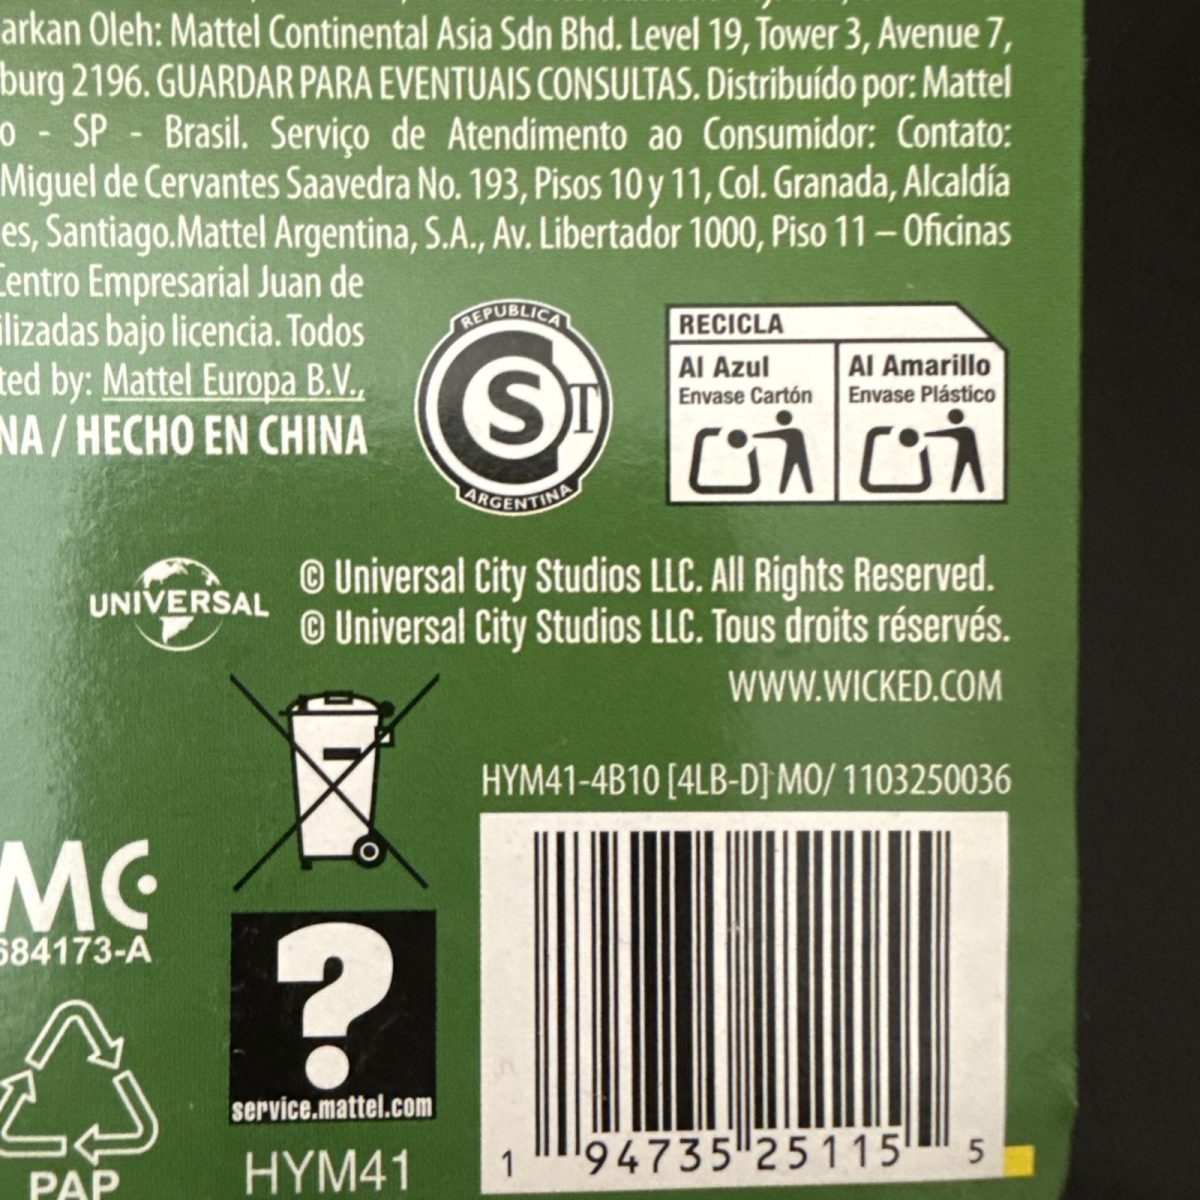 arkan Oleh: Mattel Continental Asia Sdn Bhd. Level 19, Tower 3, Avenue 7,
burg 2196. GUARDAR PARA EVENTUAIS CONSULTAS. Distribuído por: Mattel
o - SP - Brasil. Serviço de Atendimento ao Consumidor: Contato:
Miguel de Cervantes Saavedra No. 193, Pisos 10 y 11, Col. Granada, Alcaldía
es, Santiago.Mattel Argentina, S.A., Av. Libertador 1000, Piso 11 – Oficinas
Centro Empresarial Juan de
ilizadas bajo licencia. Todos
ted by: Mattel Europa B.V.,
NA / HECHO EN CHINA
REPUBLICA
S T
ARGENTINA
RECICLA
Al Azul
Envase Cartón
Al Amarillo
Envase Plástico
UNIVERSAL
© Universal City Studios LLC. All Rights Reserved.
© Universal City Studios LLC. Tous droits réservés.
WWW.WICKED.COM
HYM41-4B10 [4LB-D] MO/ 1103250036
MC
684173-A
?
service.mattel.com
HYM41
PAP
1 94735 25115 5